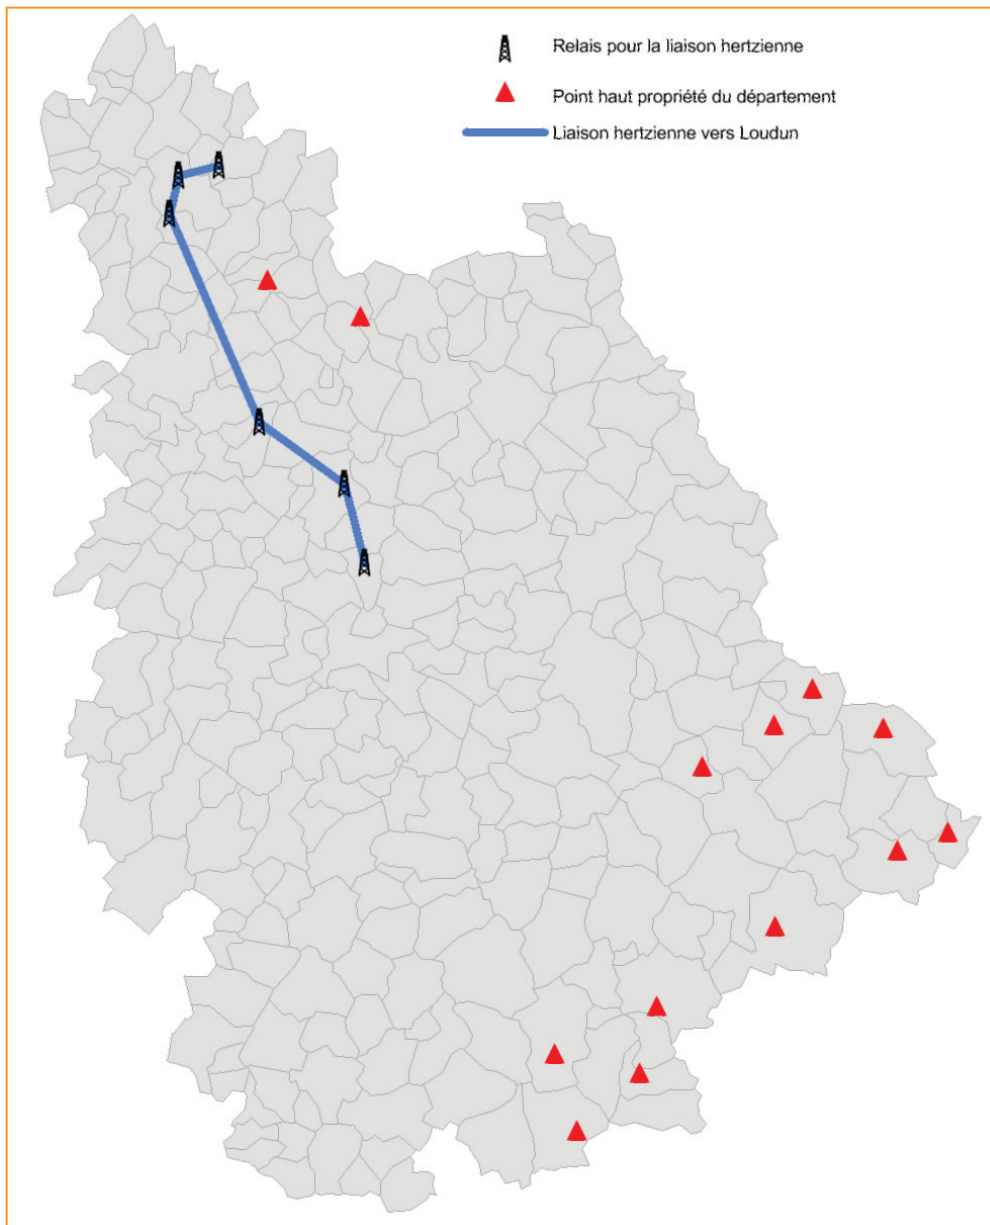 Relais pour la liaison hertzienne
Point haut propriété du département
Liaison hertzienne vers Loudun